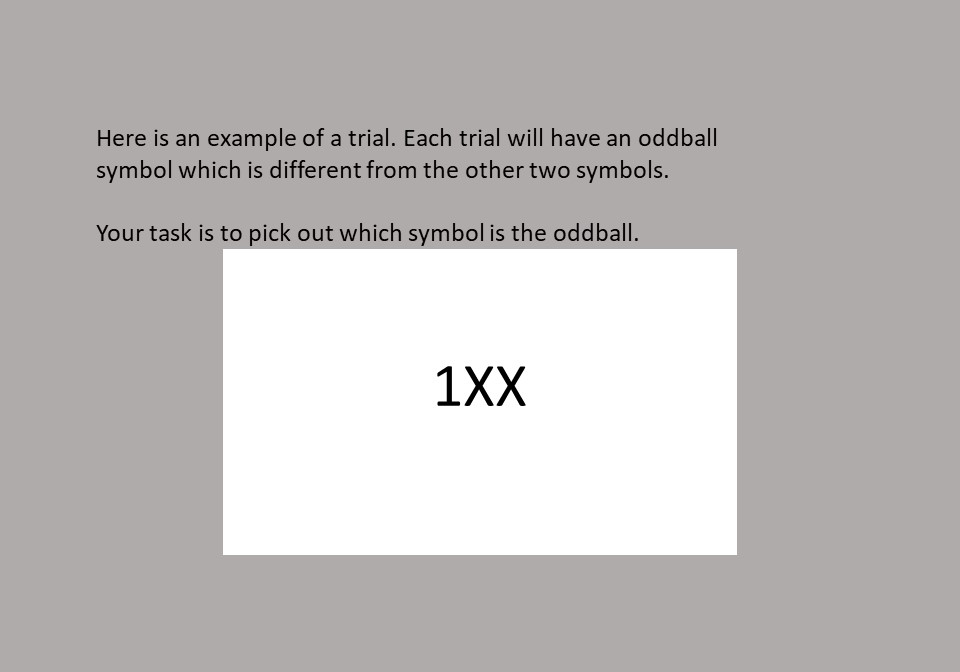 Here is an example of a trial. Each trial will have an oddball
symbol which is different from the other two symbols.
Your task is to pick out which symbol is the oddball.
1XX